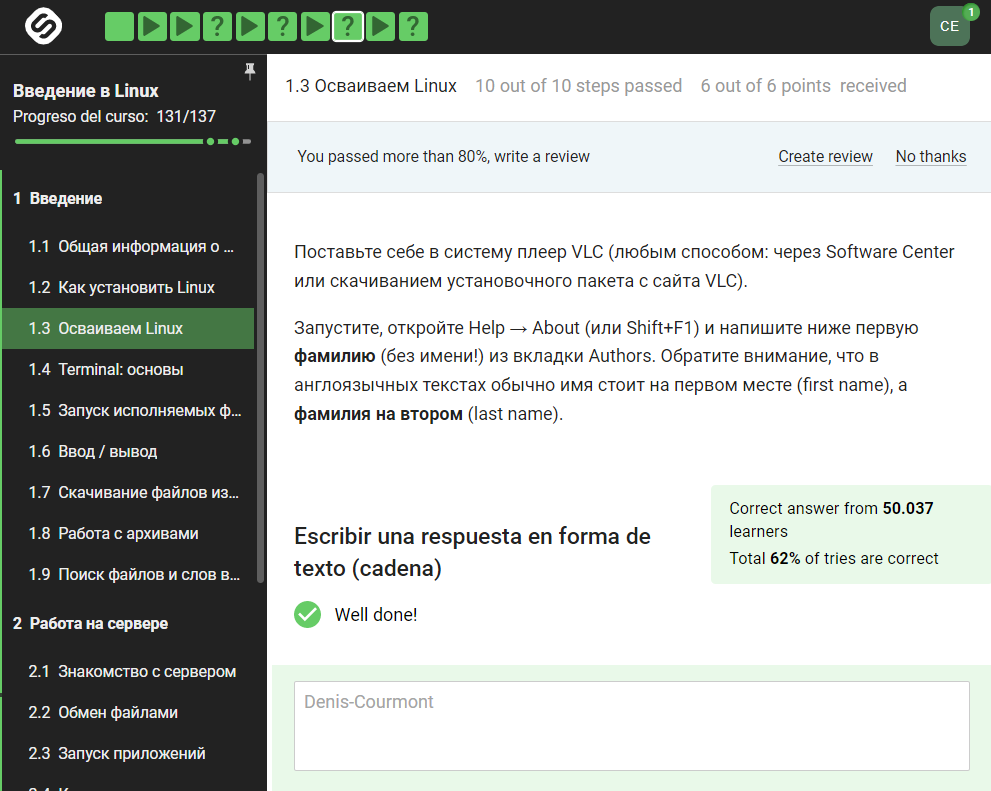 ? ? ? ?
CE 1
Введение в Linux
Progreso del curso: 131/137
1 Введение
1.1 Общая информация о ...
1.2 Как установить Linux
1.3 Осваиваем Linux
1.4 Terminal: основы
1.5 Запуск исполняемых ф...
1.6 Ввод / вывод
1.7 Скачивание файлов из...
1.8 Работа с архивами
1.9 Поиск файлов и слов в...
2 Работа на сервере
2.1 Знакомство с сервером
2.2 Обмен файлами
2.3 Запуск приложений
1.3 Осваиваем Linux 10 out of 10 steps passed 6 out of 6 points received
You passed more than 80%, write a review Create review No thanks
Поставьте себе в систему плеер VLC (любым способом: через Software Center
или скачиванием установочного пакета с сайта VLC).
Запустите, откройте Help → About (или Shift+F1) и напишите ниже первую
фамилию (без имени!) из вкладки Authors. Обратите внимание, что в
англоязычных текстах обычно имя стоит на первом месте (first name), а
фамилия на втором (last name).
Correct answer from 50.037
learners
Total 62% of tries are correct
Escribir una respuesta en forma de
texto (cadena)
Well done!
Denis-Courmont